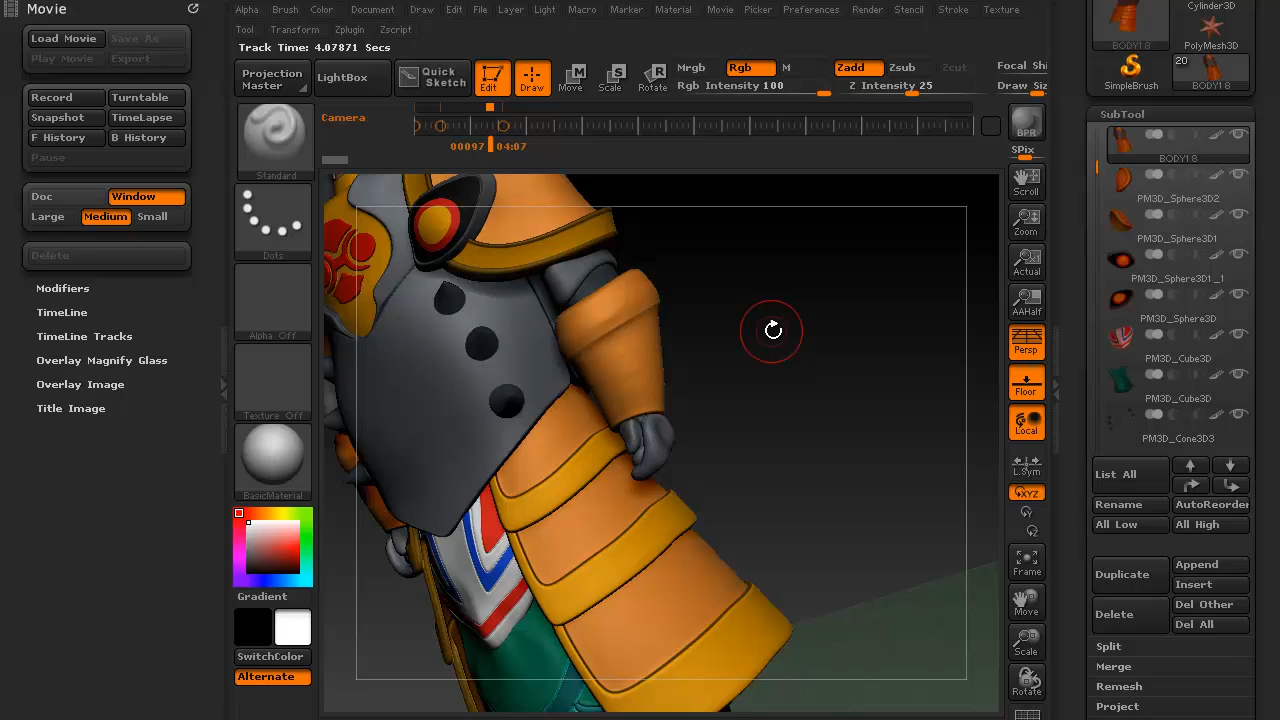 Movie
Load Movie Save As
Play Movie Export
Record Turntable
Snapshot TimeLapse
F History B History
Pause
Doc Window
Large Medium Small
Delete
Modifiers
TimeLine
TimeLine Tracks
Overlay Magnify Glass
Overlay Image
Title Image
Alpha Brush Color Document Draw Edit File Layer Light Macro Marker Material Movie Picker Preferences Render Stencil Stroke Texture
Tool Transform Zplugin Zscript
Track Time: 4.07871 Secs
Projection Master
LightBox
Quick Sketch
Edit
Draw
Move
Scale
Rotate
Mrgb Rgb M Zadd Zsub Zcut Focal Shi
Rgb Intensity 100 Z Intensity 25 Draw Siz
Camera
00097 04:07
Standard
Dots
Alpha Off
Texture Off
BasicMaterial
Gradient
SwitchColor
Alternate
BPR
SPix
Scroll
Zoom
Actual
AAHalf
Persp
Floor
Local
L.Sym
XYZ
Frame
Move
Scale
Rotate
Cylinder3D
BODY1 8
PolyMesh3D
SimpleBrush
20
BODY1 8
SubTool
BODY1 8
PM3D_Sphere3D2
PM3D_Sphere3D1
PM3D_Sphere3D1_1
PM3D_Sphere3D
PM3D_Cube3D
PM3D_Cube3D
PM3D_Cone3D3
List All
Rename AutoReorder
All Low All High
Duplicate
Append
Insert
Delete
Del Other
Del All
Split
Merge
Remesh
Project